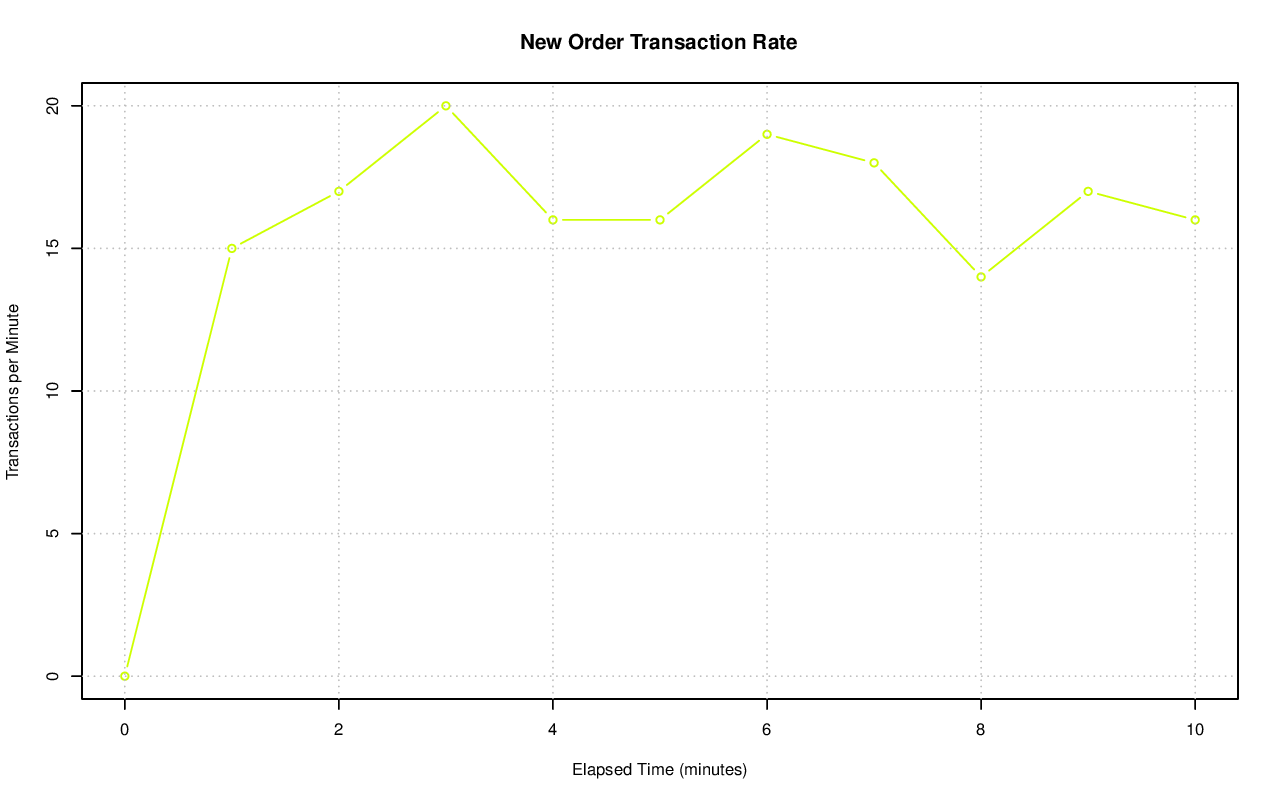 New Order Transaction Rate
Transactions per Minute
20
15
10
5
0
0 2 4 6 8 10
Elapsed Time (minutes)